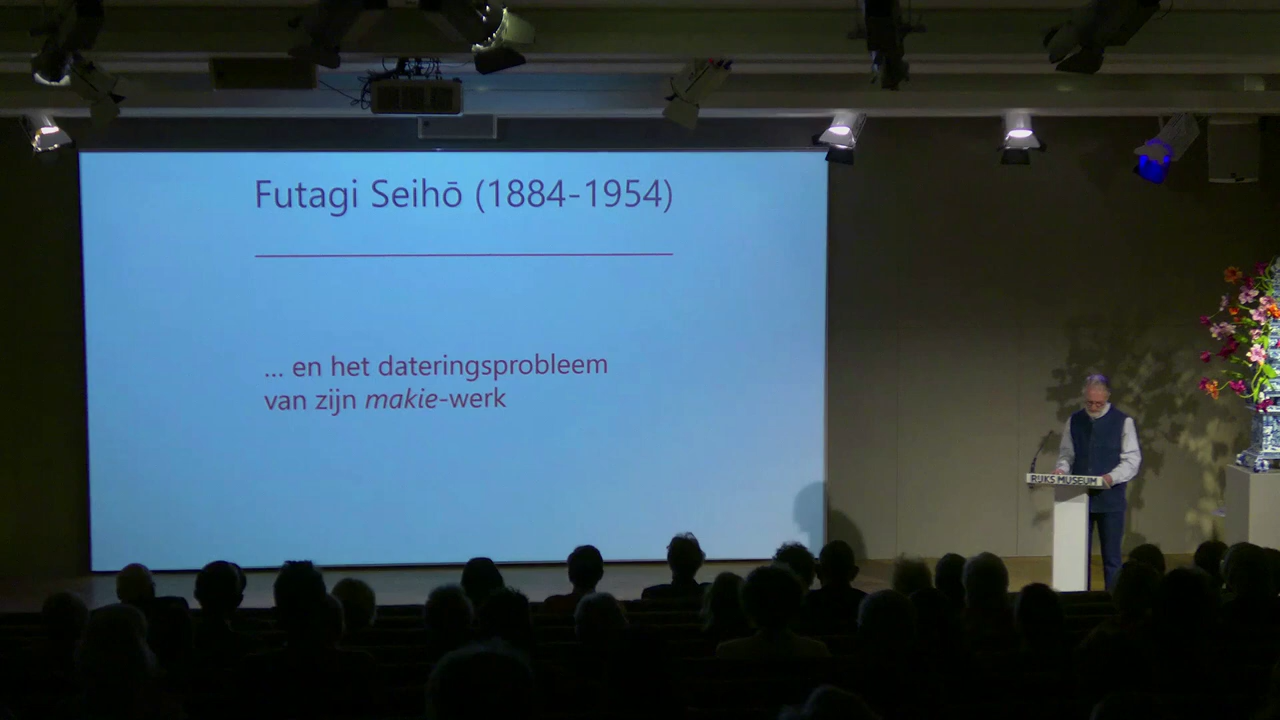 Futagi Seihō (1884-1954)
... en het dateringsprobleem
van zijn makie-werk
RIJKS MUSEUM